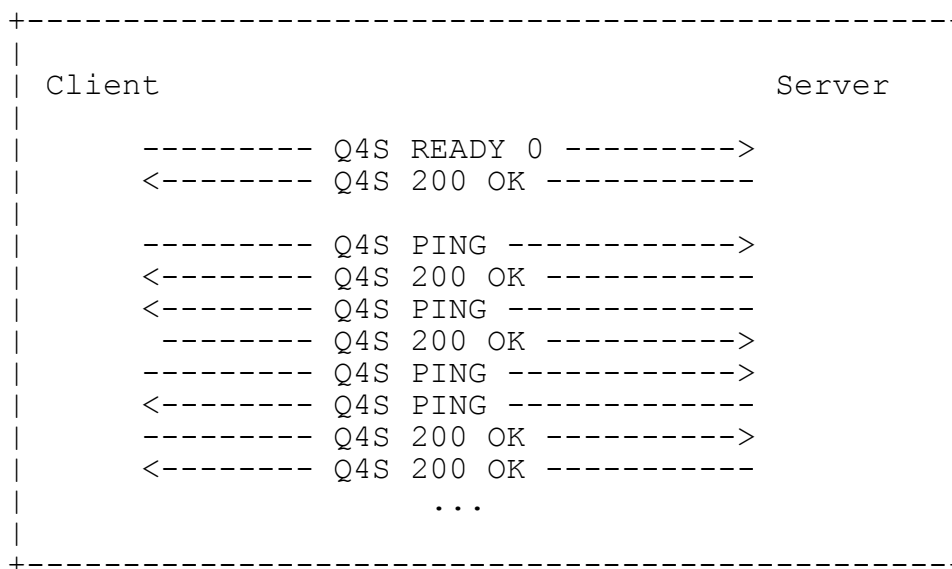 +------------------------------------------------
|
| Client                                Server
|
|      --------- Q4S READY 0 --------->
|      <-------- Q4S 200 OK -----------
|
|      --------- Q4S PING ------------>
|      <-------- Q4S 200 OK -----------
|      <-------- Q4S PING -------------
|       -------- Q4S 200 OK ---------->
|      --------- Q4S PING ------------>
|      <-------- Q4S PING -------------
|      --------- Q4S 200 OK ---------->
|      <-------- Q4S 200 OK -----------
|                     ...
|
+------------------------------------------------